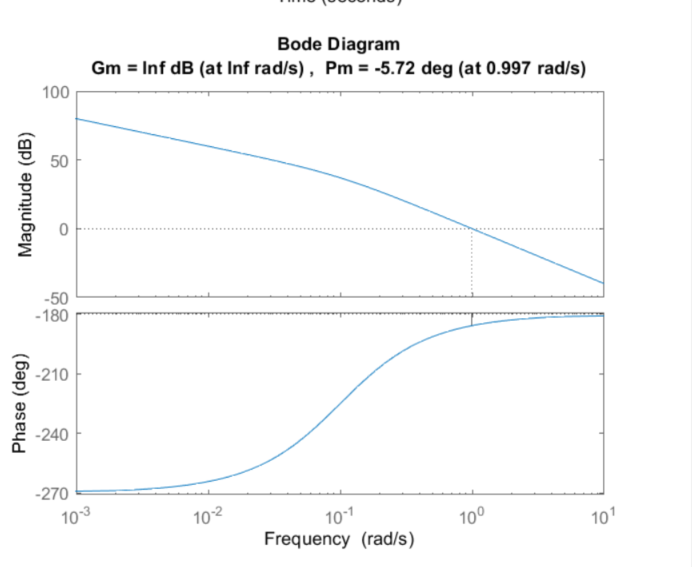 Time (seconds)
Bode Diagram
Gm = Inf dB (at Inf rad/s) , Pm = -5.72 deg (at 0.997 rad/s)
100
50
0
-50
Magnitude (dB)
-180
-210
-240
-270
Phase (deg)
10-3 10-2 10-1 100 101
Frequency (rad/s)